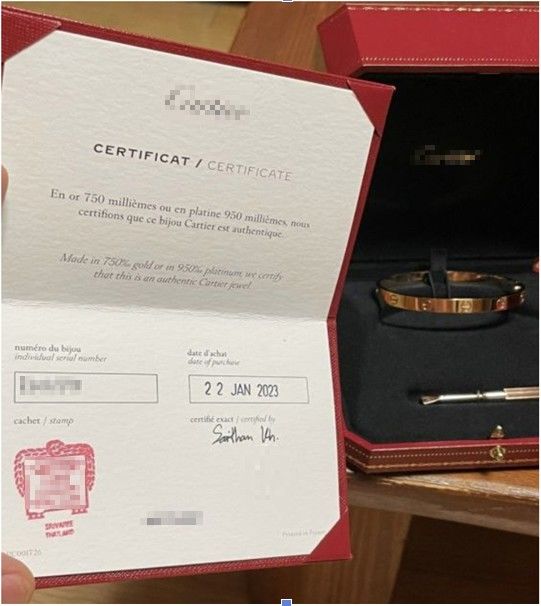 CERTIFICAT / CERTIFICATE
En or 750 millièmes ou en platine 950 millièmes, nous
certifions que ce bijou Cartier est authentique.
Made in 750‰ gold or in 950‰ platinum, we certify
that this is an authentic Cartier jewel
numéro du bijou
individual serial number
date d'achat
date of purchase
22 JAN 2023
cachet / stamp
certifié exact / certified by
THAILAND
Printed in France